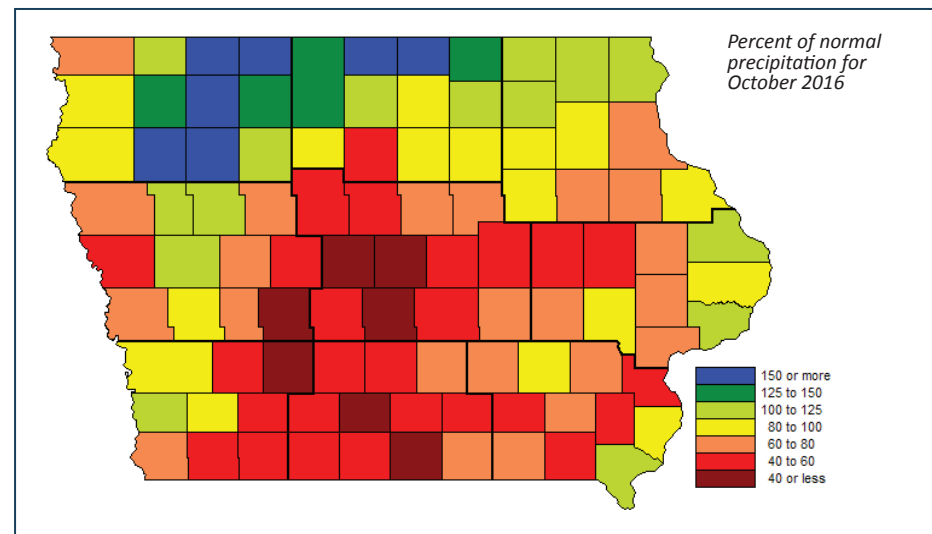 Percent of normal
precipitation for
October 2016
150 or more
125 to 150
100 to 125
80 to 100
60 to 80
40 to 60
40 or less